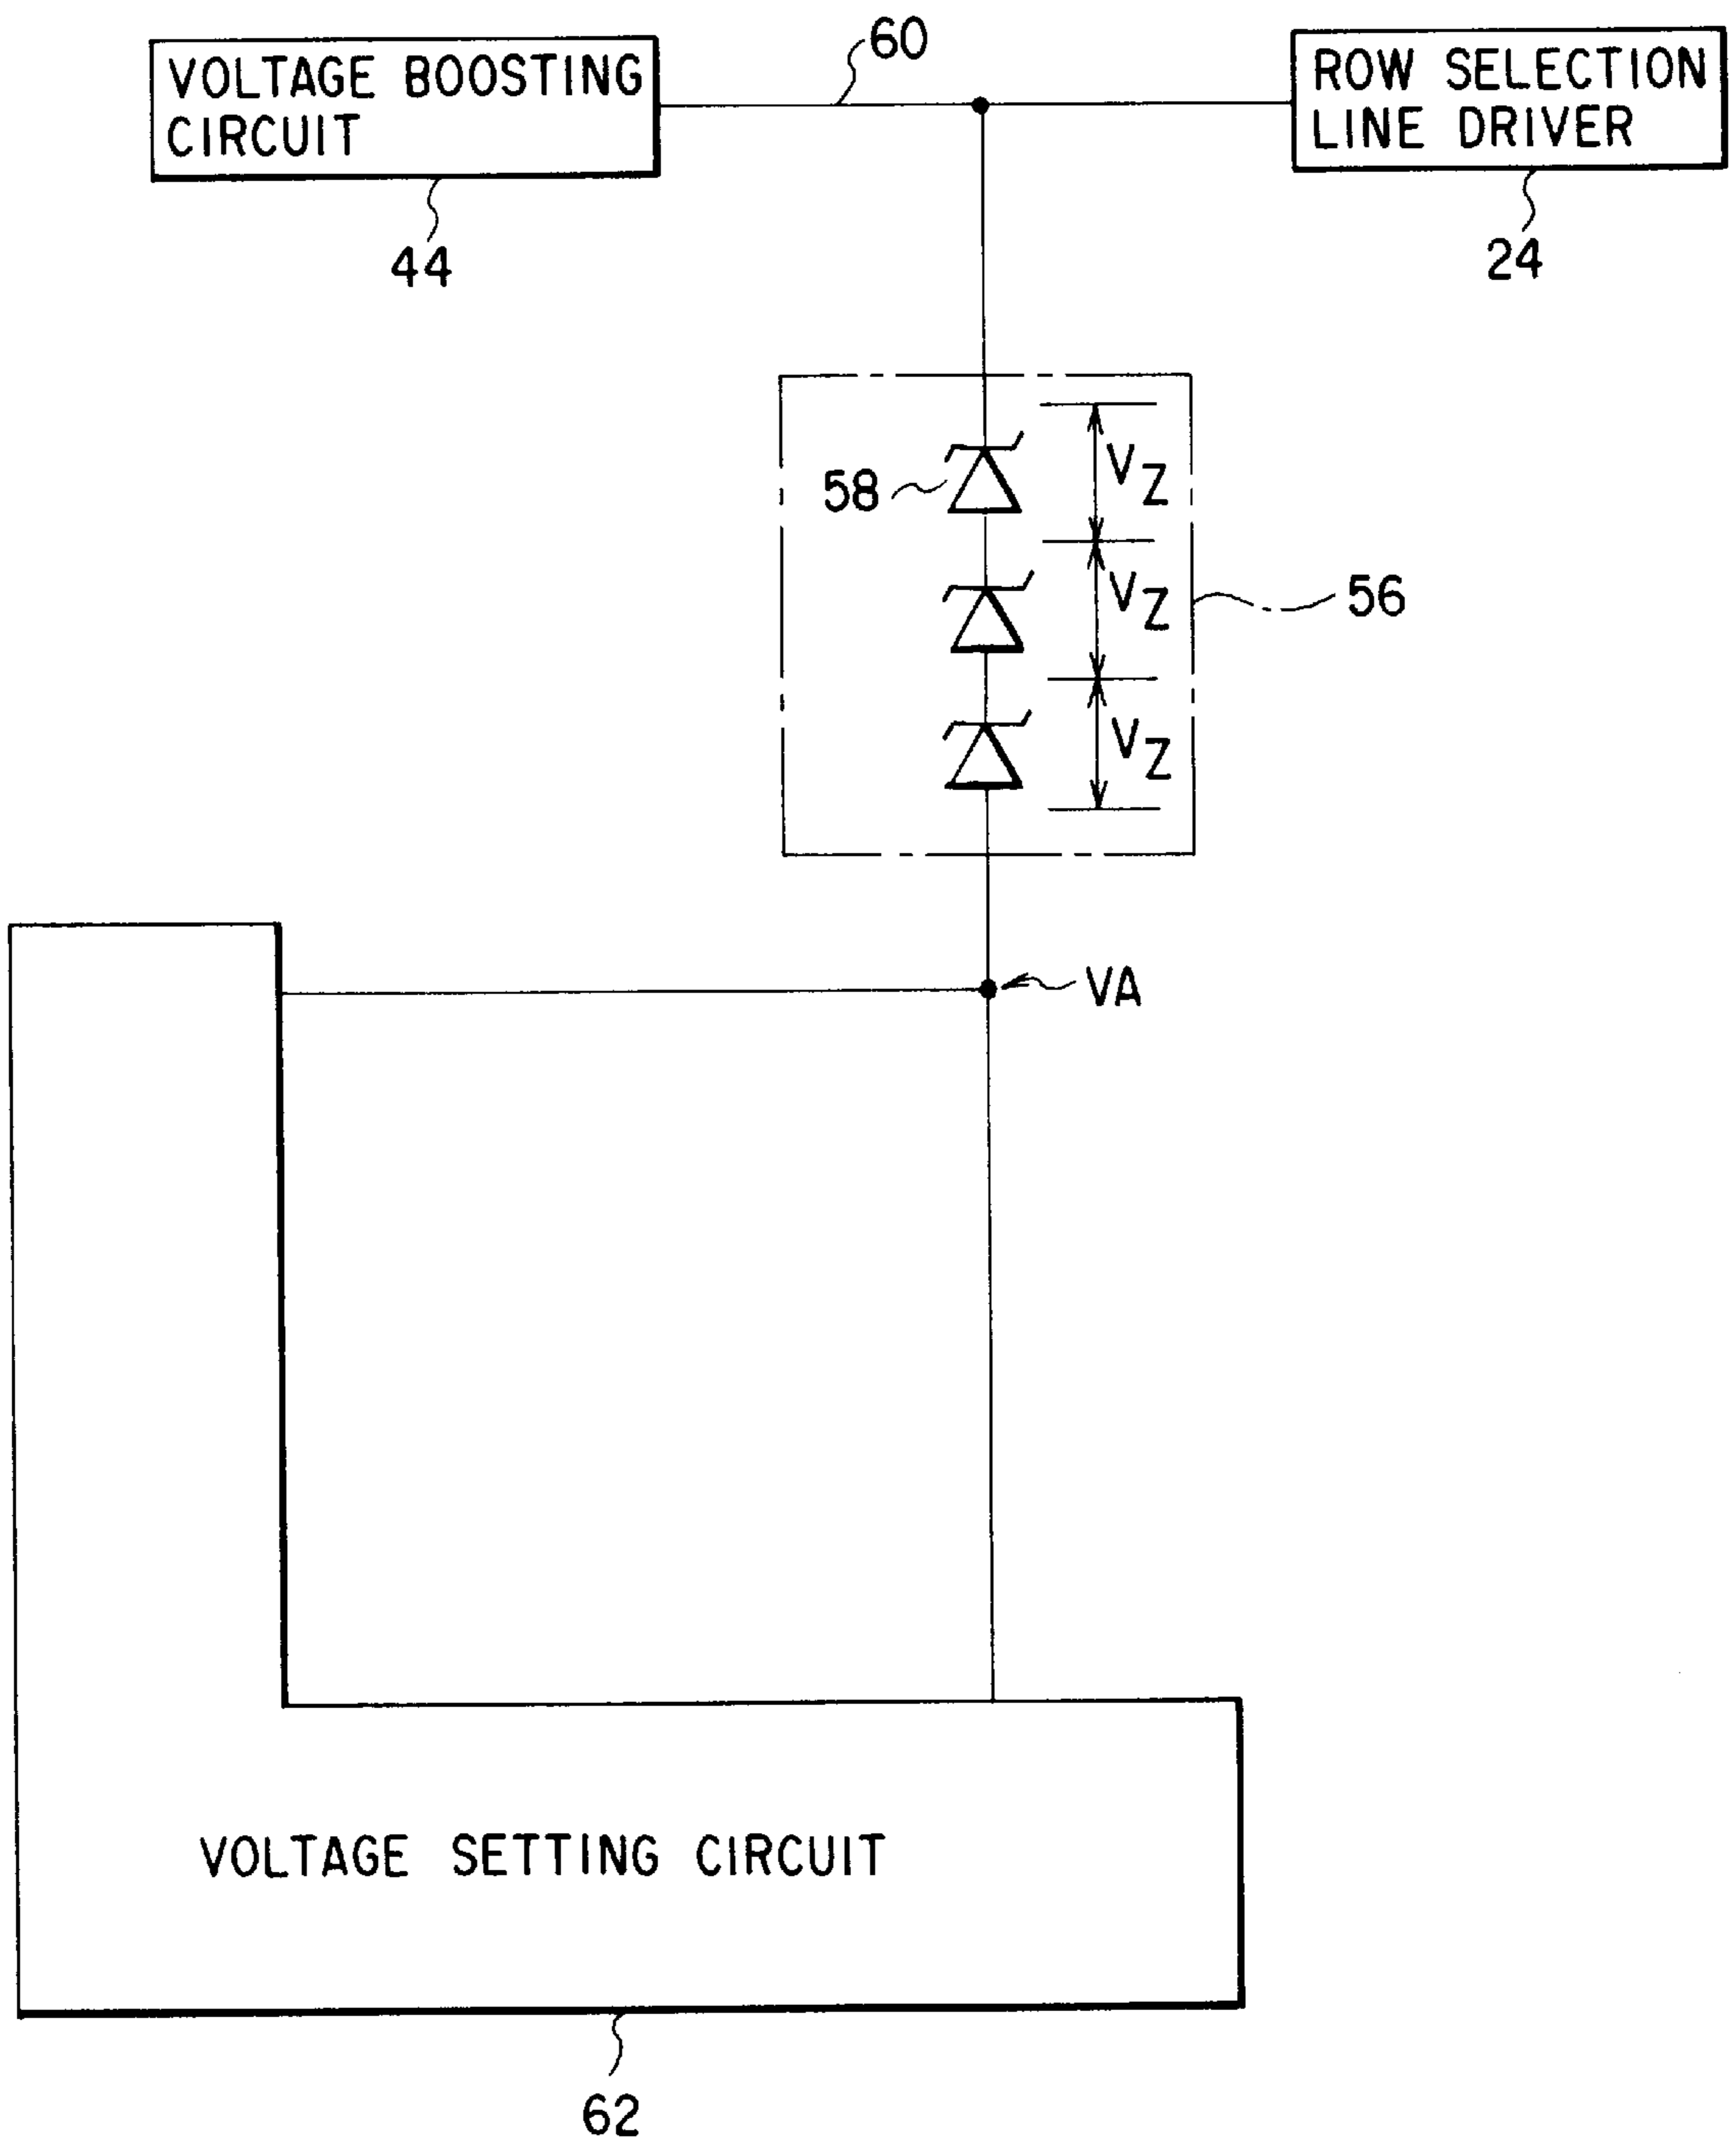 60
VOLTAGE BOOSTING
CIRCUIT
ROW SELECTION
LINE DRIVER
44
24
58
VZ
VZ
VZ
56
VA
VOLTAGE SETTING CIRCUIT
62